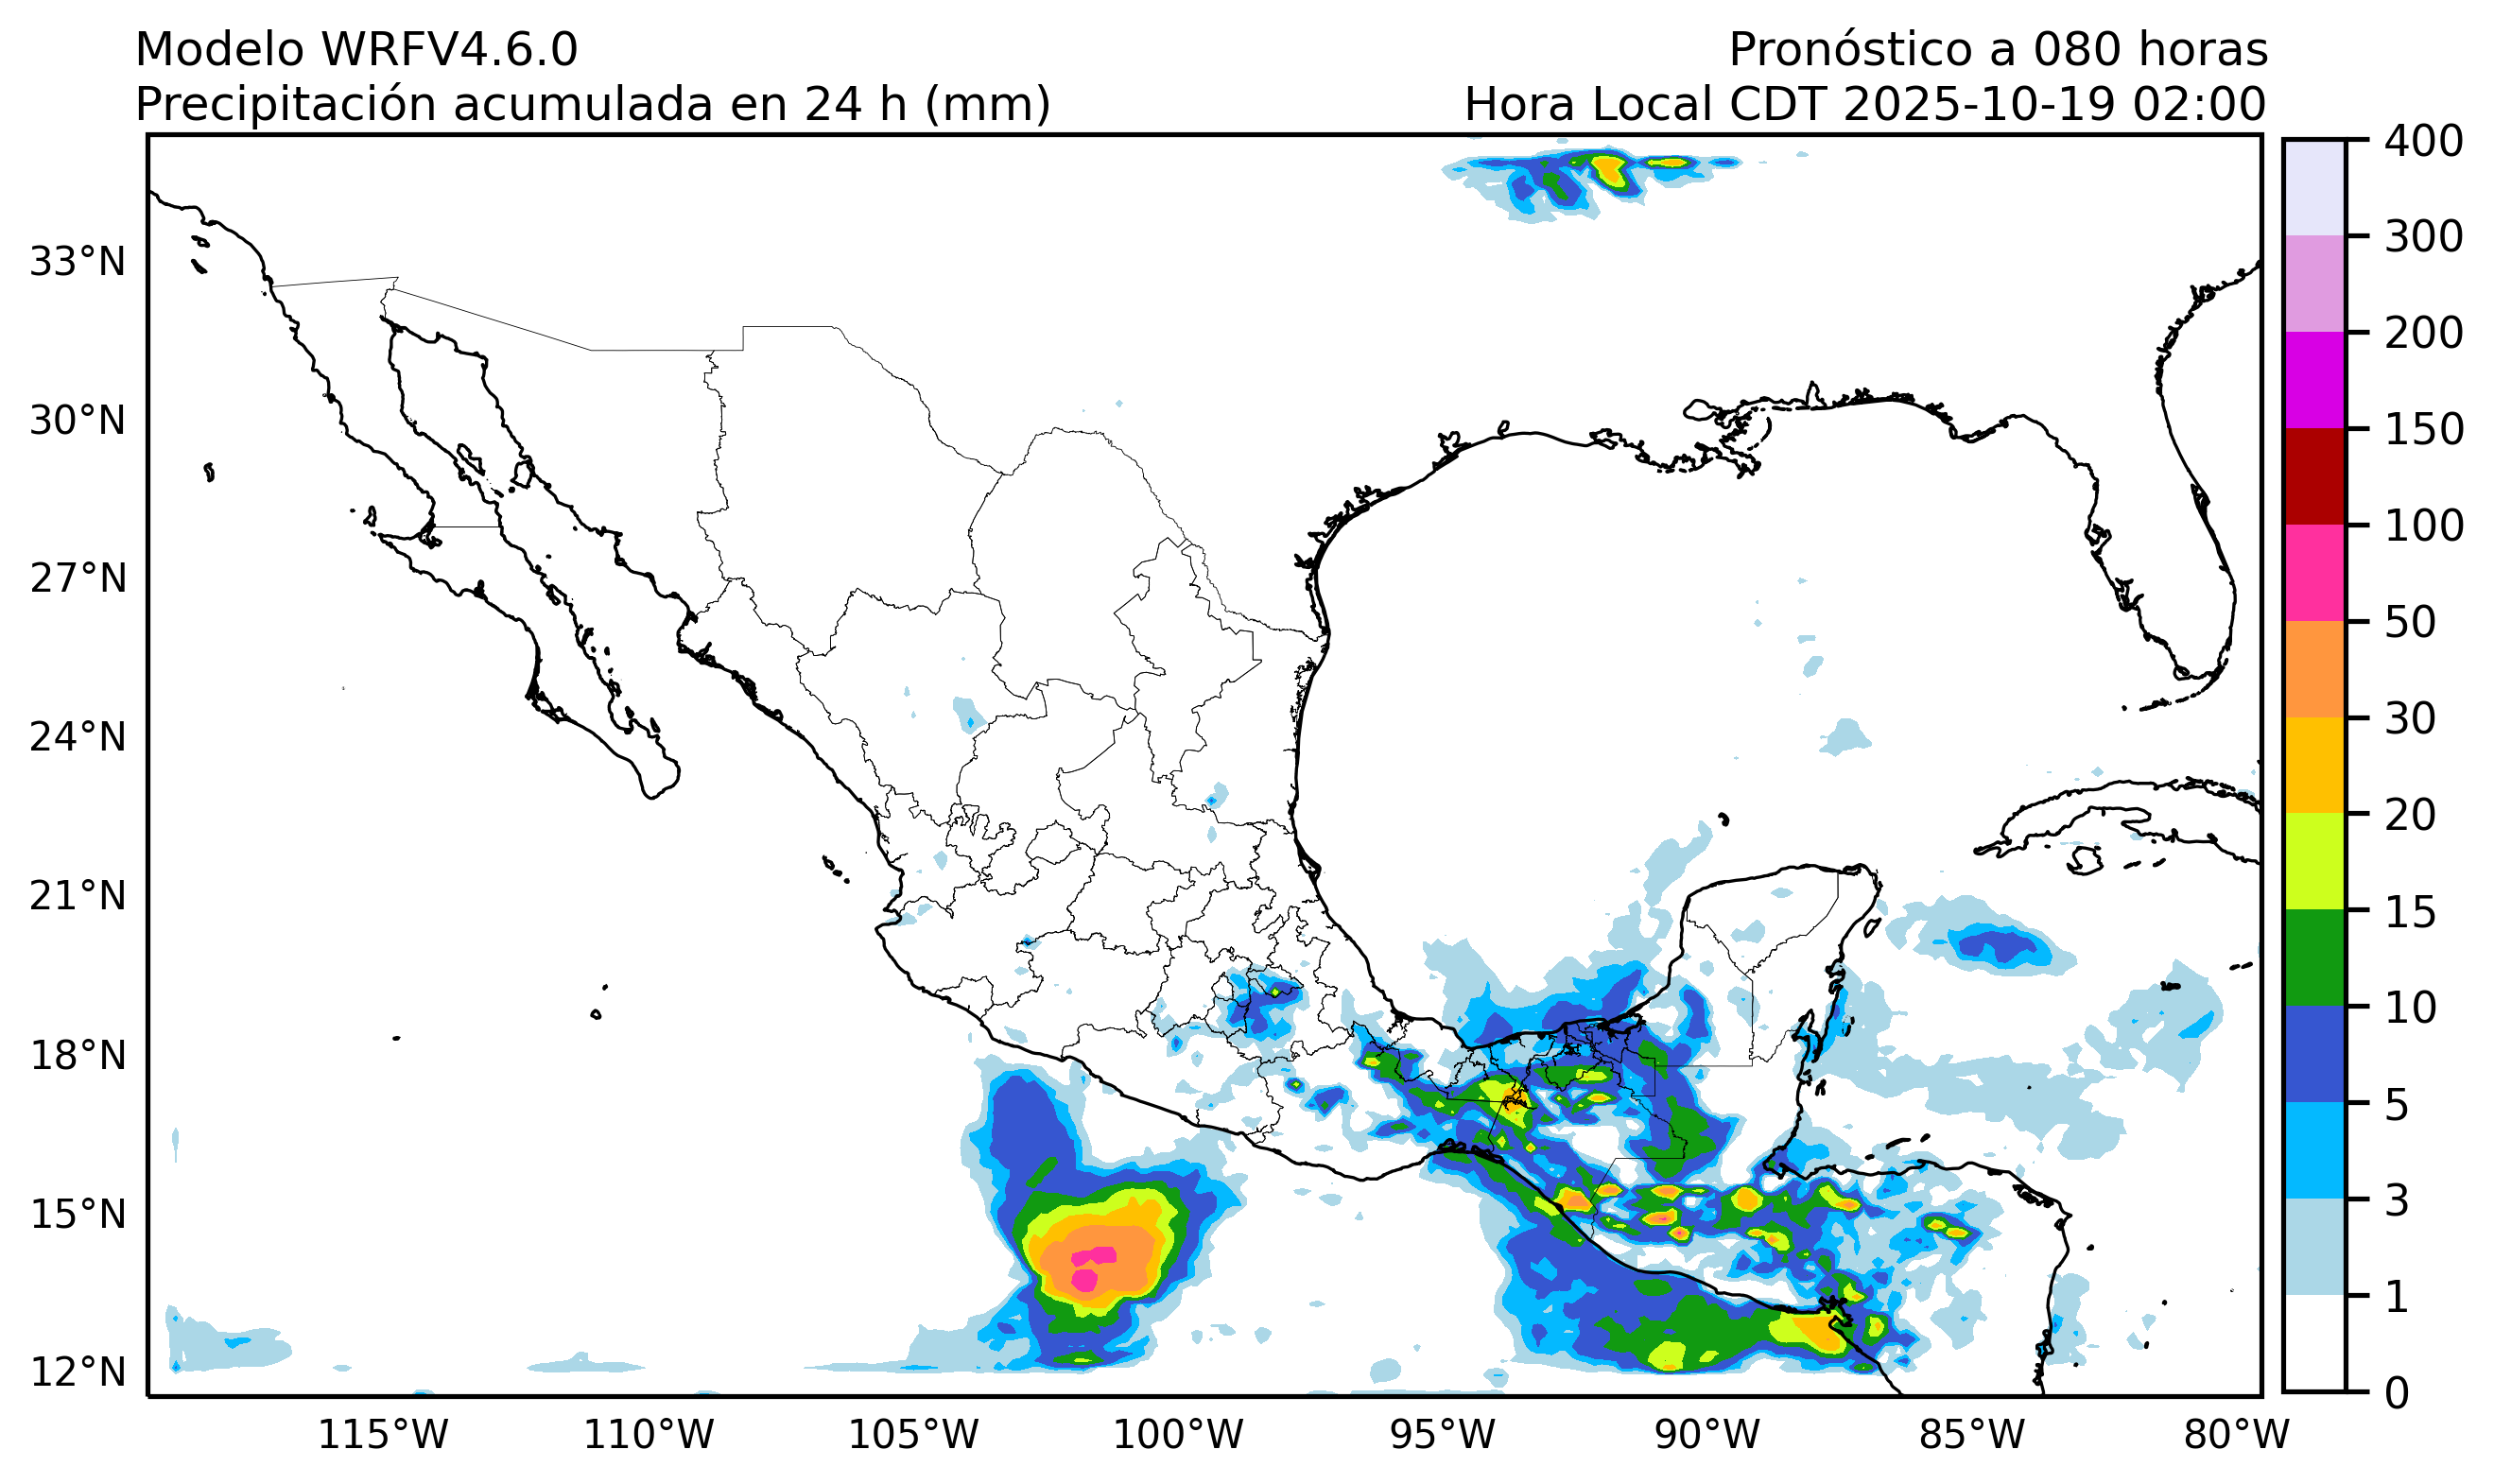 Modelo WRFV4.6.0
Pronóstico a 080 horas
Precipitación acumulada en 24 h (mm)
Hora Local CDT 2025-10-19 02:00
33°N
30°N
27°N
24°N
21°N
18°N
15°N
12°N
115°W
110°W
105°W
100°W
95°W
90°W
85°W
80°W
400
300
200
150
100
50
30
20
15
10
5
3
1
0